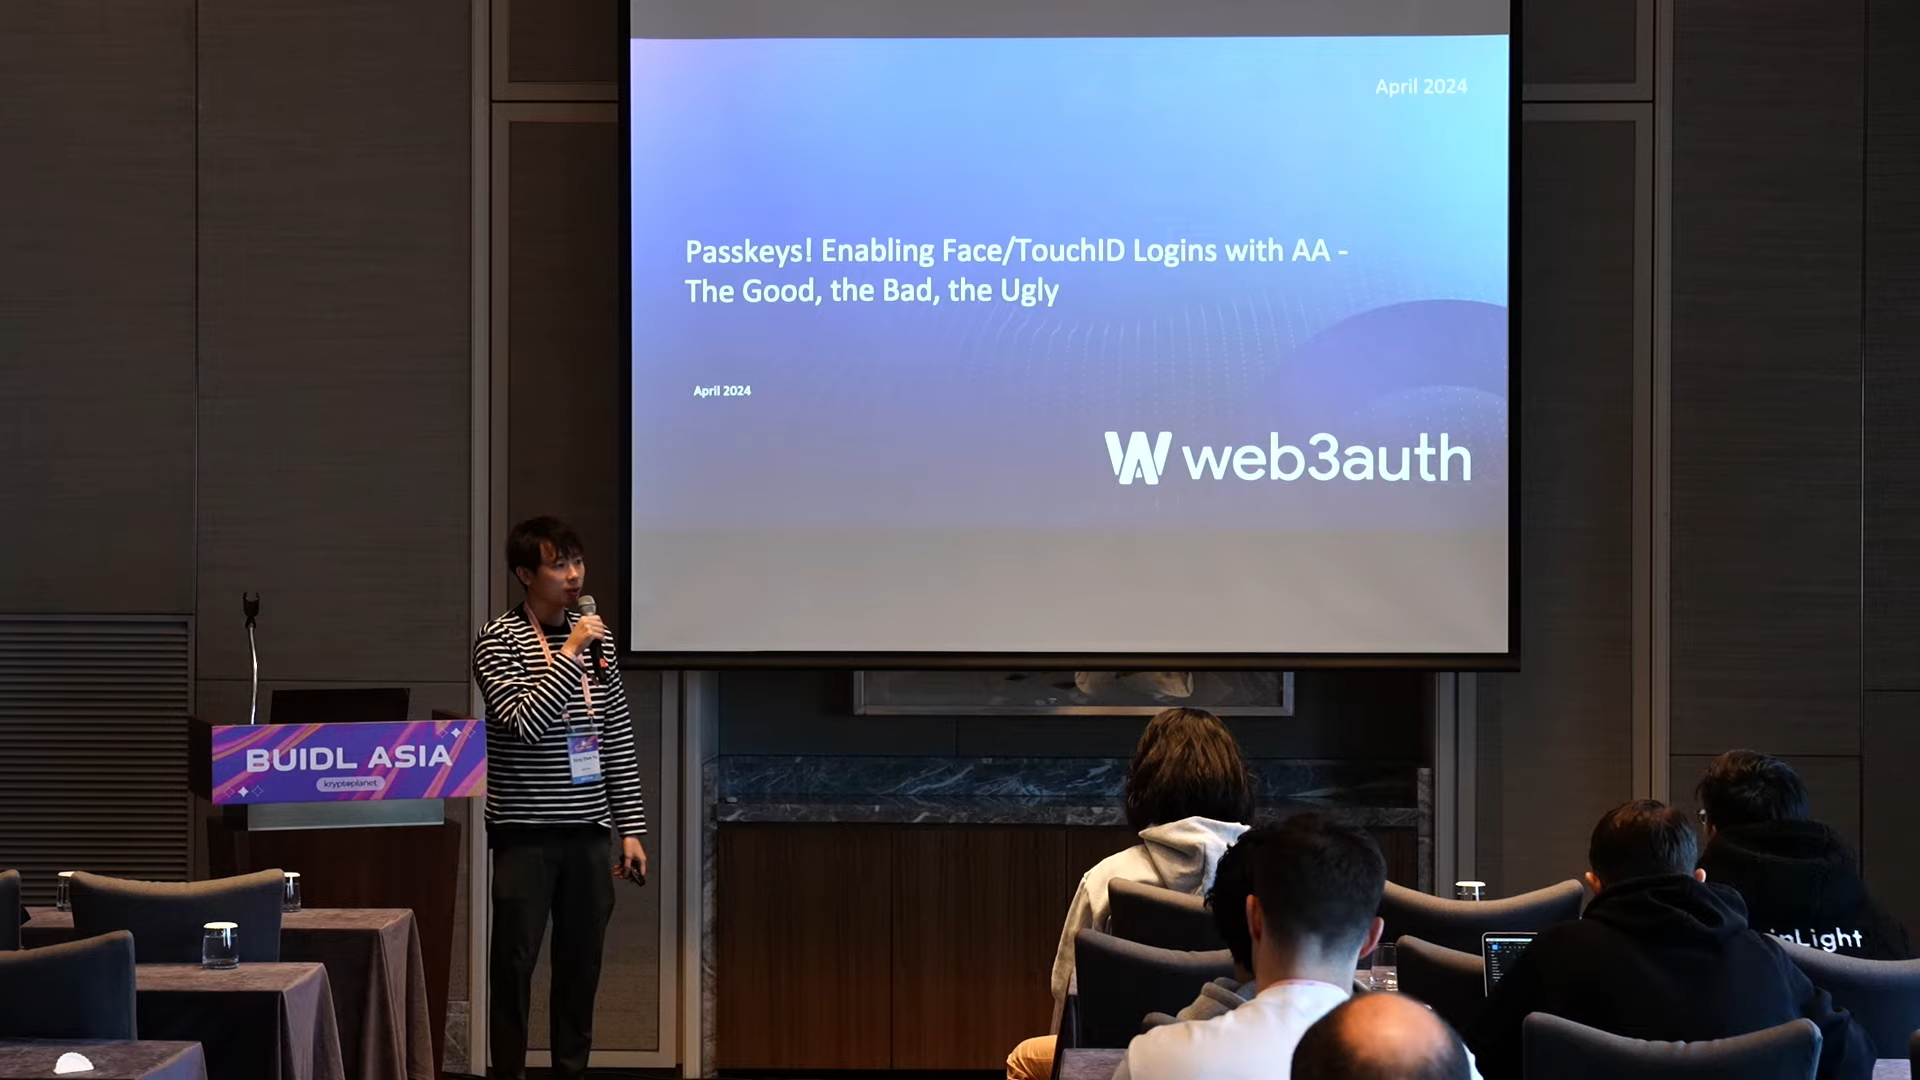 April 2024
Passkeys! Enabling Face/TouchID Logins with AA -
The Good, the Bad, the Ugly
April 2024
web3auth
BUIDL ASIA
kryptoplanet
Light